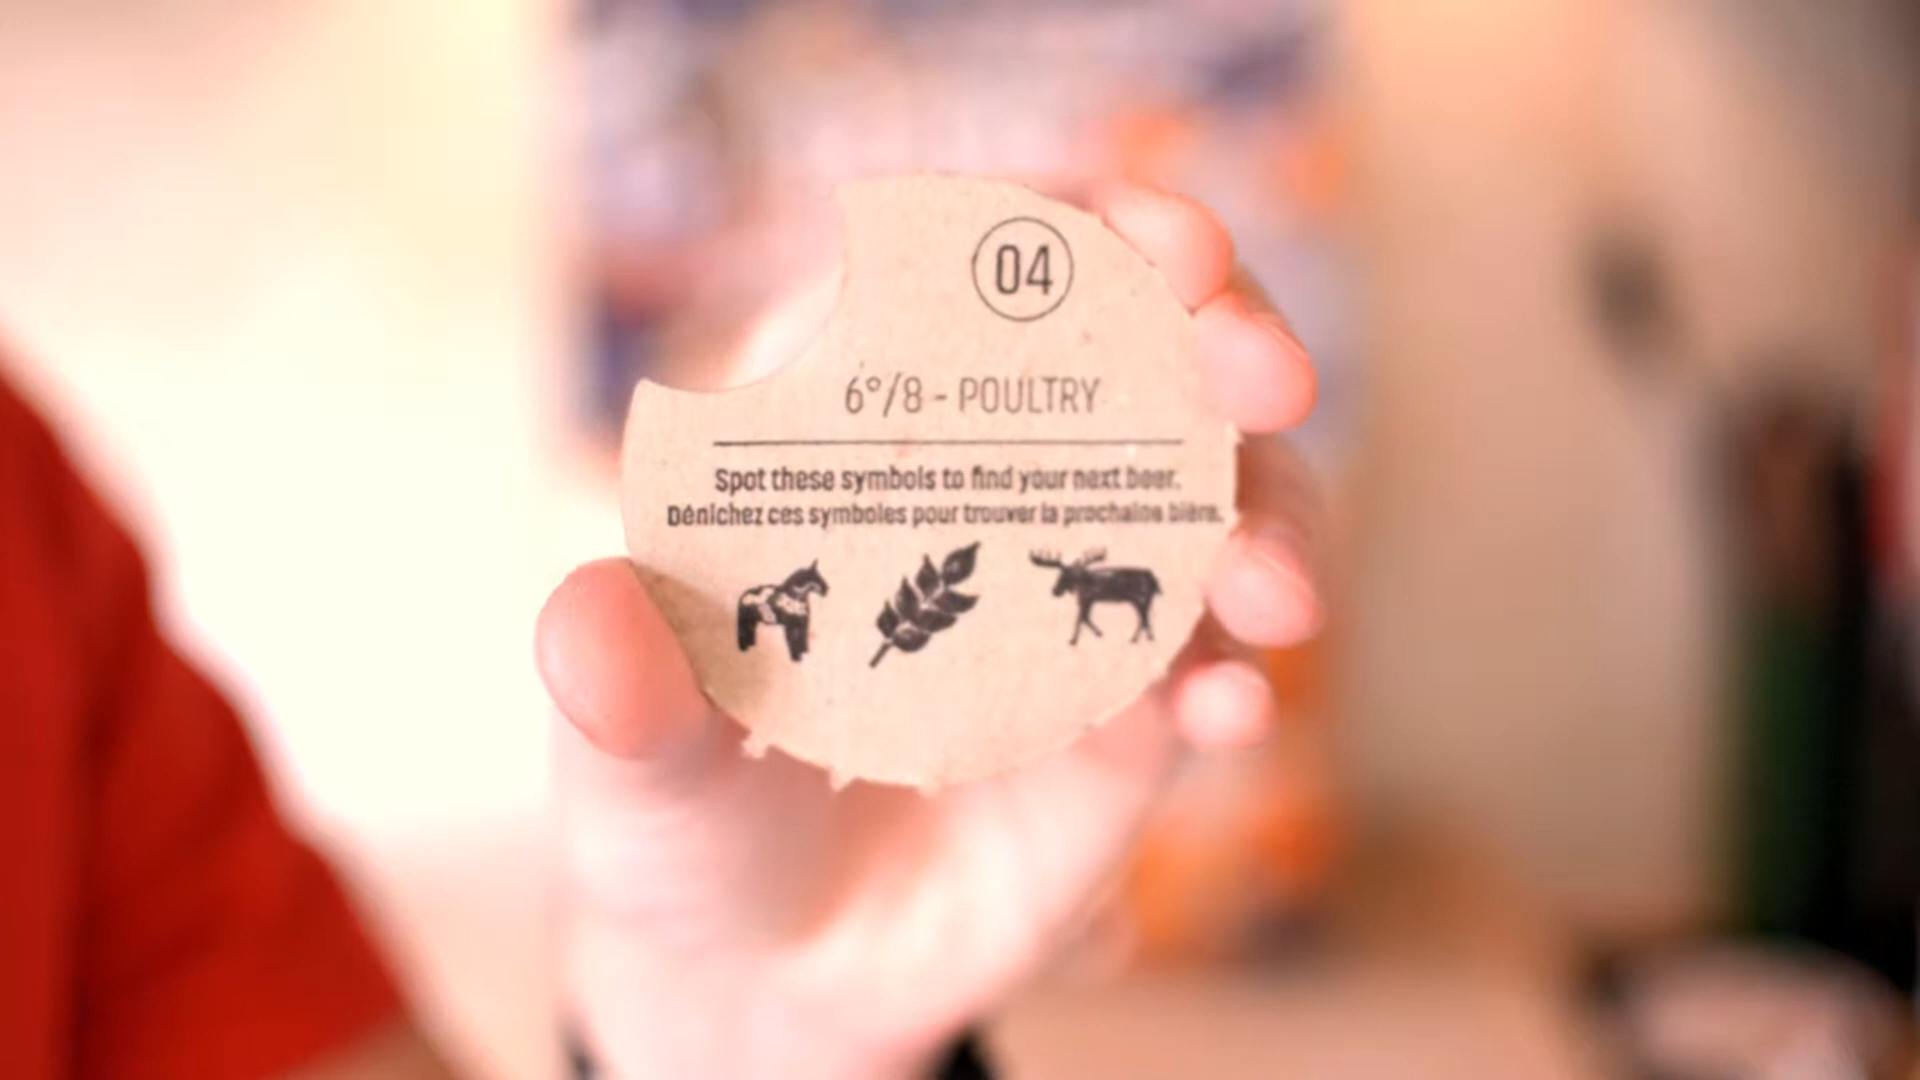 04
6°/8 - POULTRY
Spot these symbols to find your next beer.
Dénichez ces symboles pour trouver la prochaine bière.